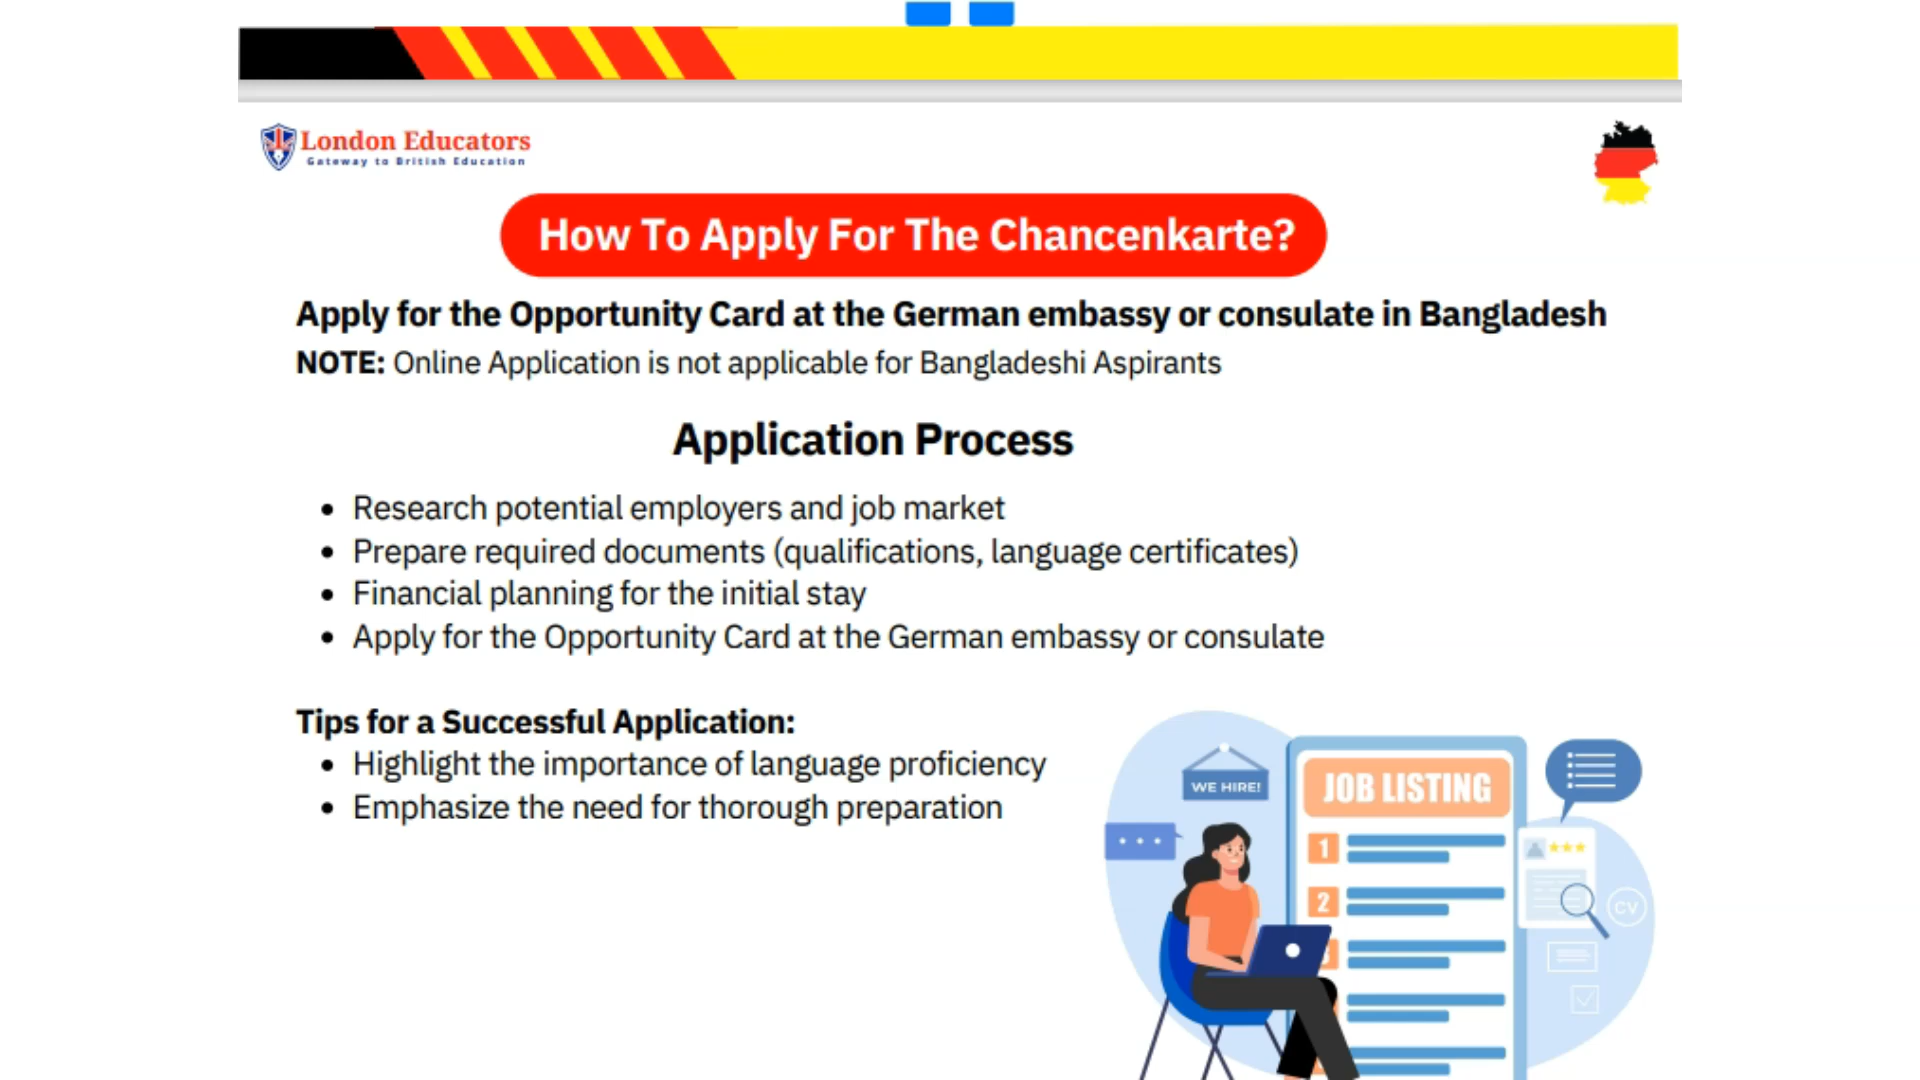 London Educators
Gateway to British Education
How To Apply For The Chancenkarte?
Apply for the Opportunity Card at the German embassy or consulate in Bangladesh
NOTE: Online Application is not applicable for Bangladeshi Aspirants
Application Process
• Research potential employers and job market
• Prepare required documents (qualifications, language certificates)
• Financial planning for the initial stay
• Apply for the Opportunity Card at the German embassy or consulate
Tips for a Successful Application:
• Highlight the importance of language proficiency
• Emphasize the need for thorough preparation
WE HIRE!
JOB LISTING
1
2
CV